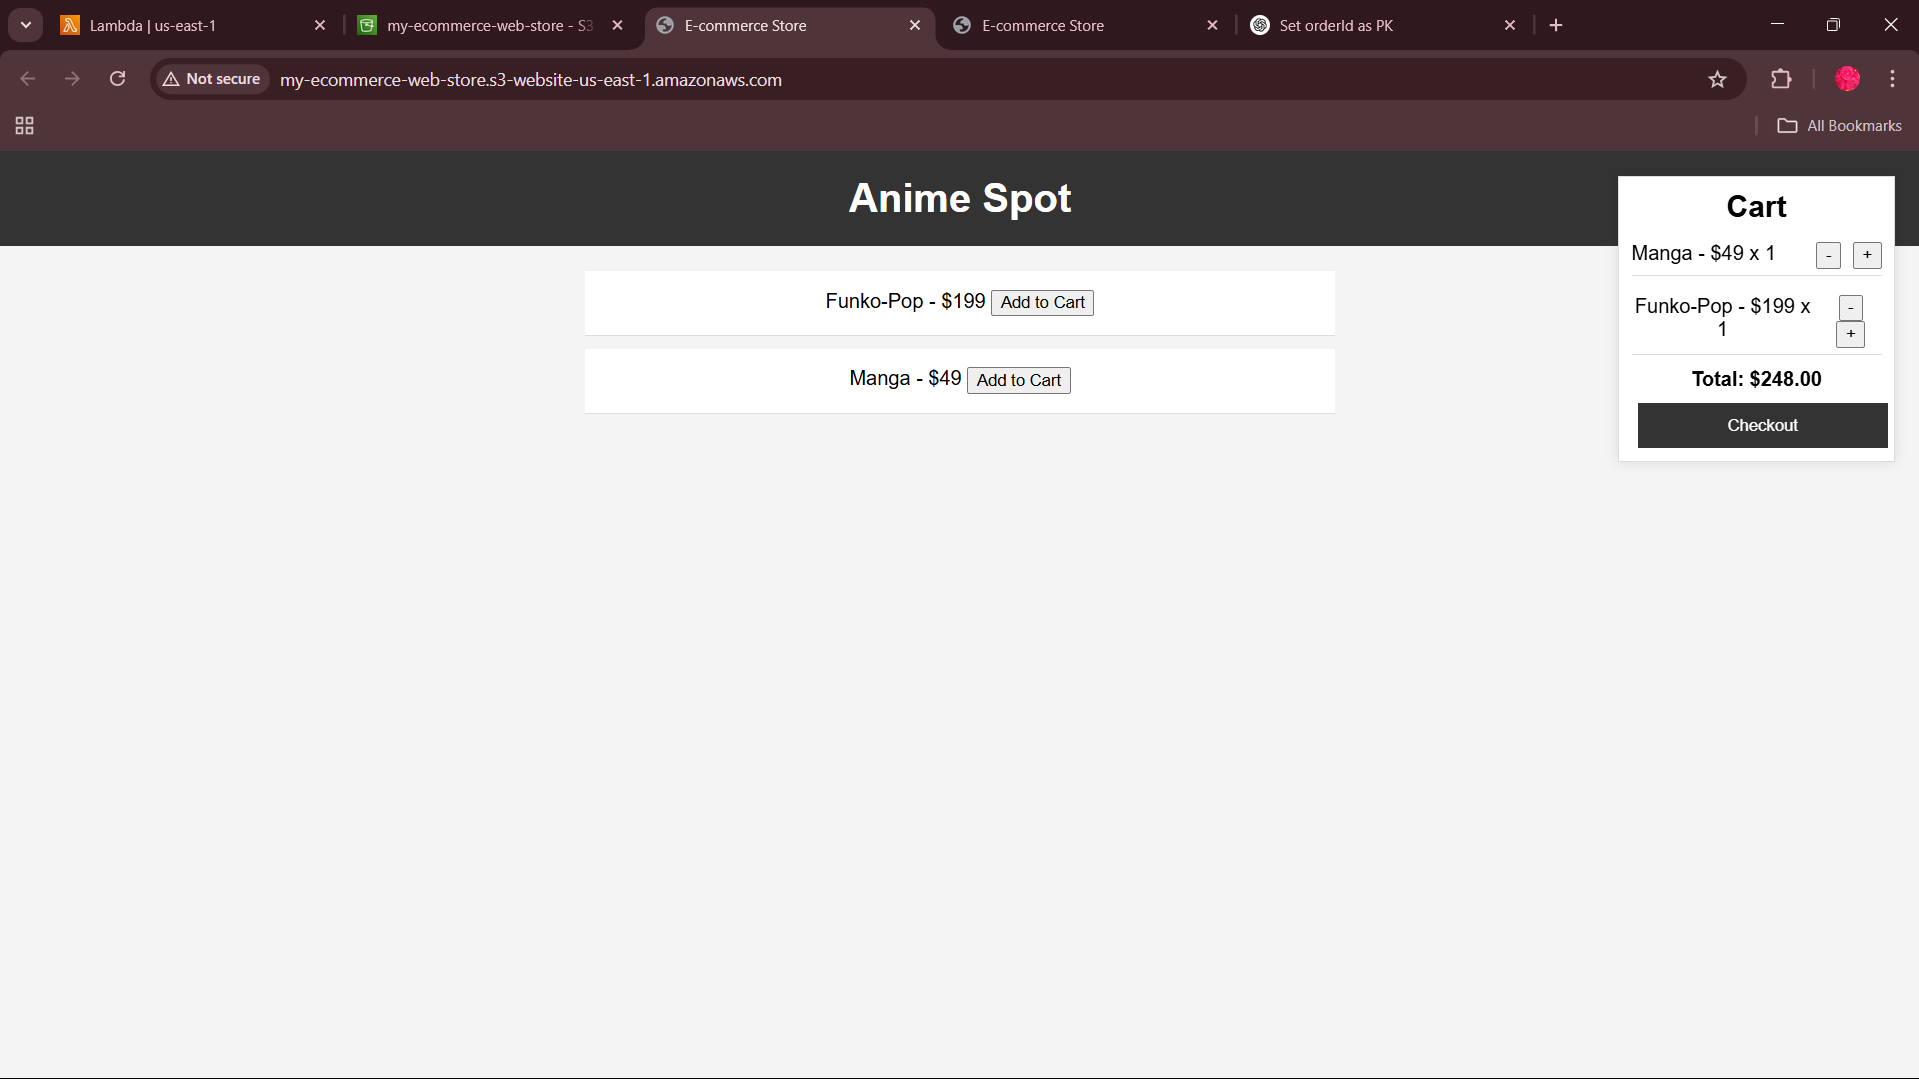 Lambda | us-east-1
my-ecommerce-web-store - S3
E-commerce Store
E-commerce Store
Set orderId as PK
Not secure
my-ecommerce-web-store.s3-website-us-east-1.amazonaws.com
All Bookmarks
Anime Spot
Funko-Pop - $199 Add to Cart
Manga - $49 Add to Cart
Cart
Manga - $49 x 1 - +
Funko-Pop - $199 x -
1 +
Total: $248.00
Checkout